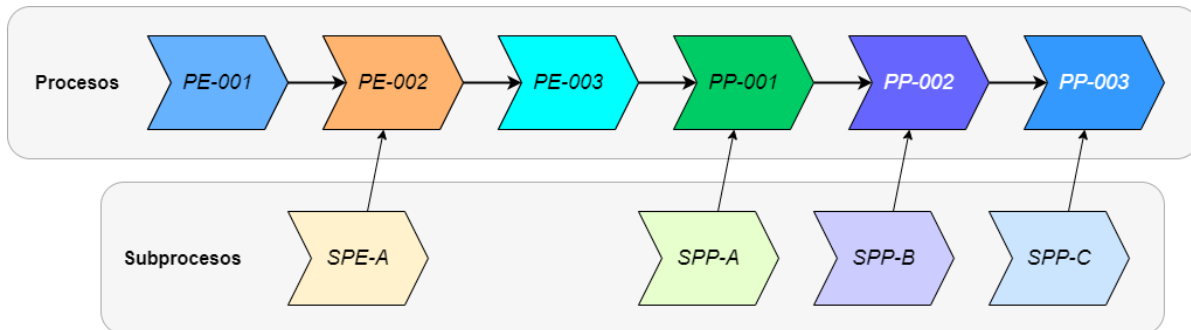 Procesos
PE-001
PE-002
PE-003
PP-001
PP-002
PP-003
Subprocesos
SPE-A
SPP-A
SPP-B
SPP-C